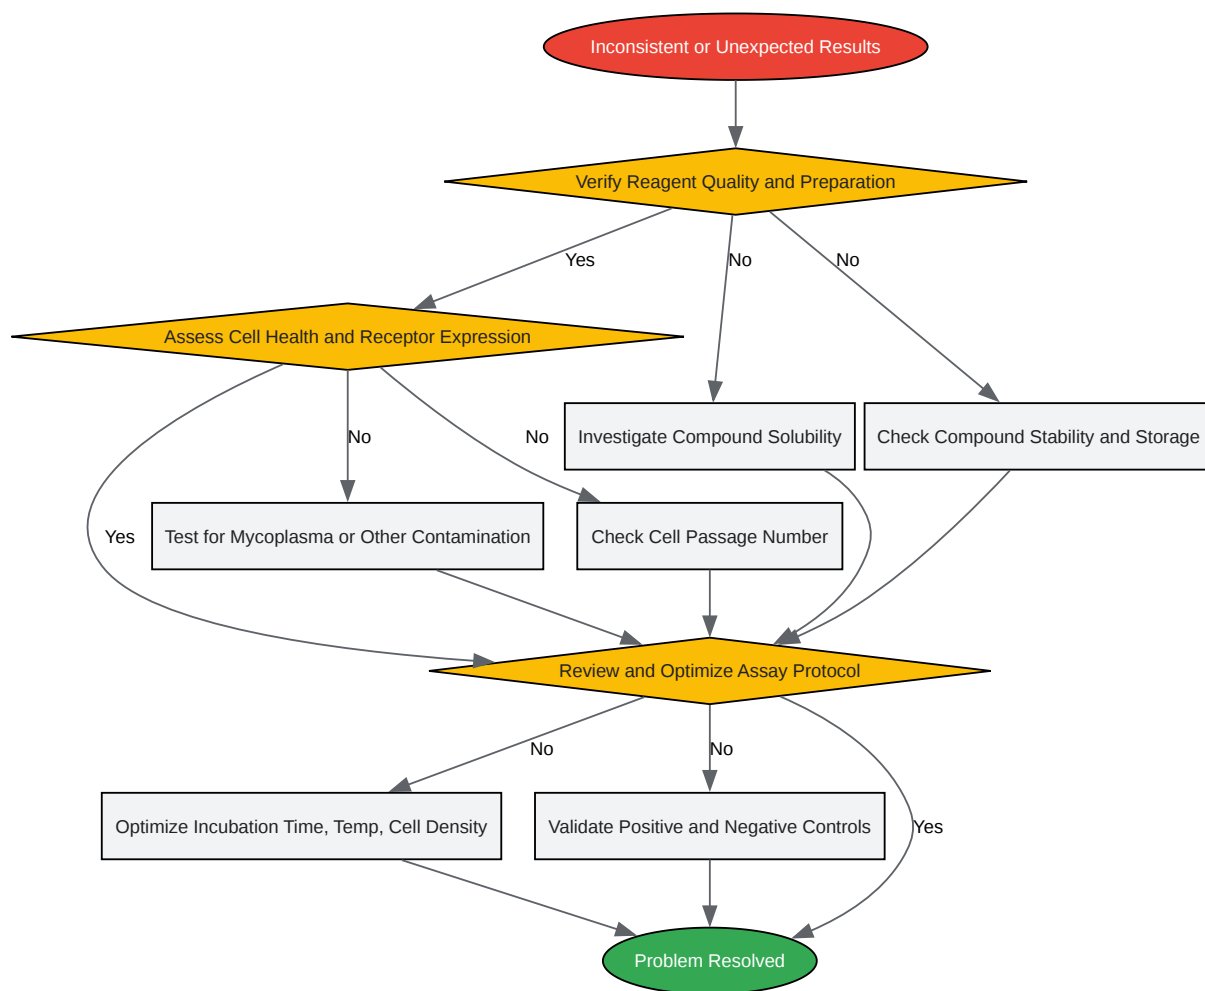 Inconsistent or Unexpected Results
Verify Reagent Quality and Preparation
Yes
No
No
Assess Cell Health and Receptor Expression
Investigate Compound Solubility
Check Compound Stability and Storage
No
No
Yes
Test for Mycoplasma or Other Contamination
Check Cell Passage Number
Review and Optimize Assay Protocol
No
No
Optimize Incubation Time, Temp, Cell Density
Validate Positive and Negative Controls
Yes
Problem Resolved